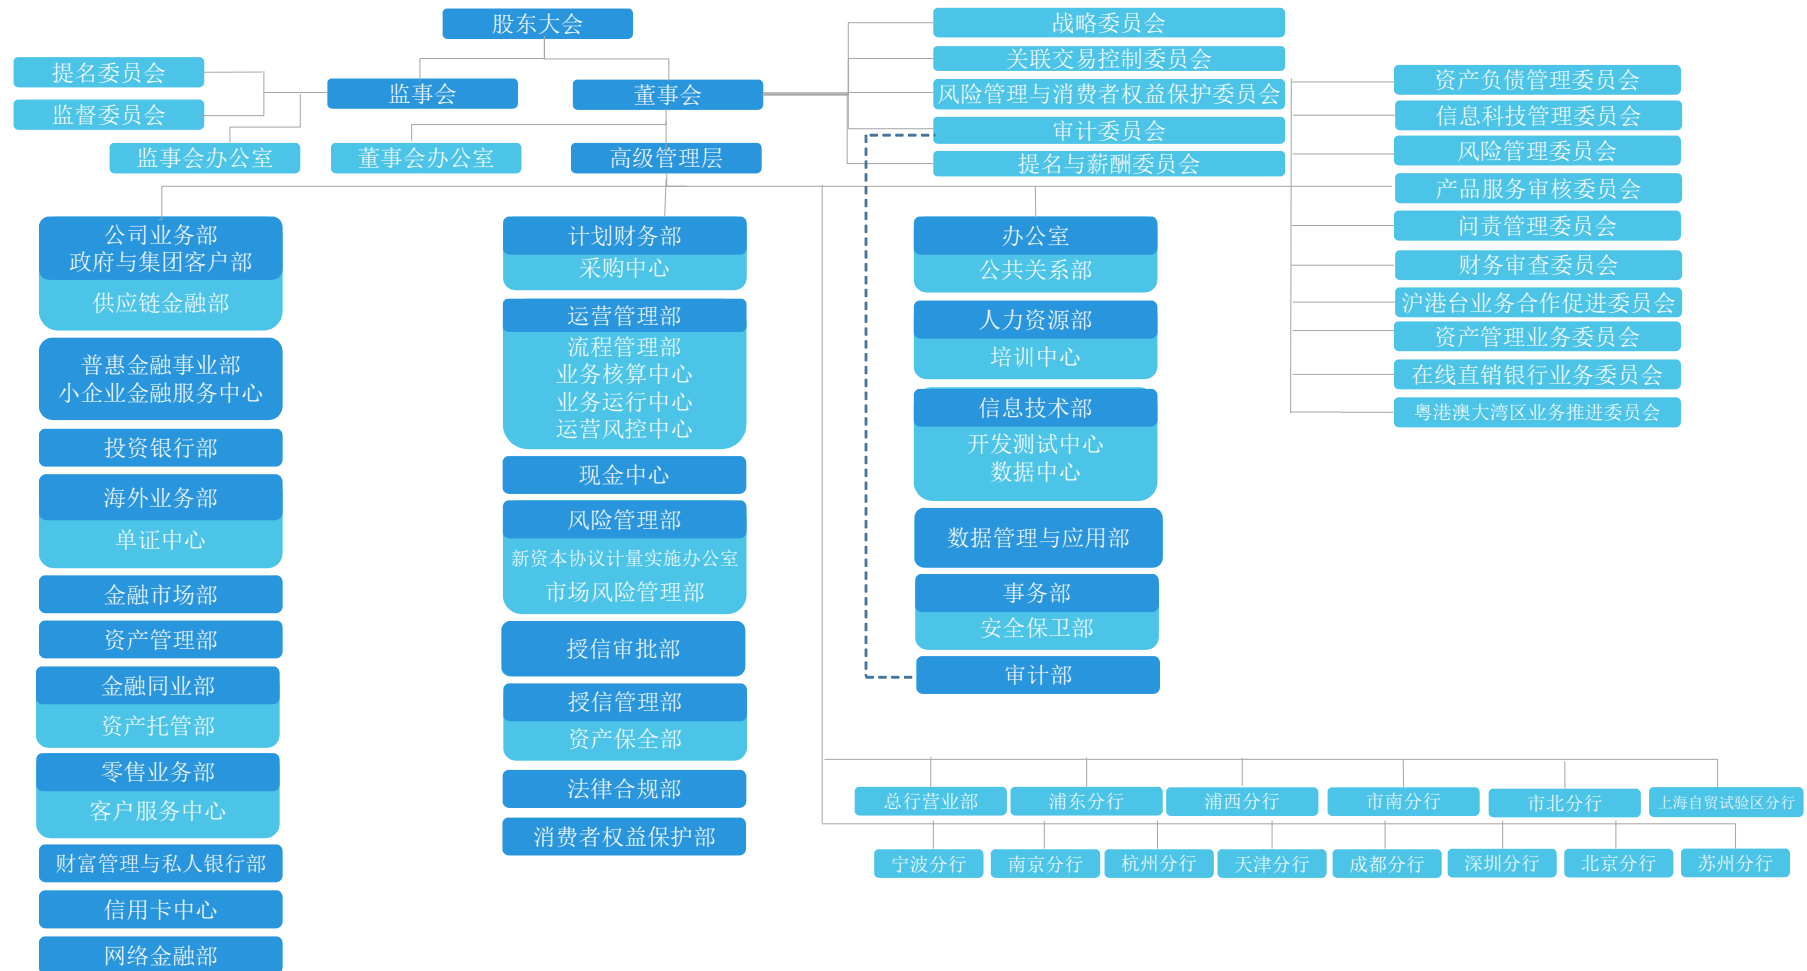 股东大会
提名委员会
监督委员会
监事会
董事会
监事会办公室
董事会办公室
高级管理层
战略委员会
关联交易控制委员会
风险管理与消费者权益保护委员会
审计委员会
提名与薪酬委员会
资产负债管理委员会
信息科技管理委员会
风险管理委员会
产品服务审核委员会
问责管理委员会
财务审查委员会
沪港台业务合作促进委员会
资产管理业务委员会
在线直销银行业务委员会
粤港澳大湾区业务推进委员会
公司业务部
政府与集团客户部
供应链金融部
普惠金融事业部
小企业金融服务中心
投资银行部
海外业务部
单证中心
金融市场部
资产管理部
金融同业部
资产托管部
零售业务部
客户服务中心
财富管理与私人银行部
信用卡中心
网络金融部
计划财务部
采购中心
运营管理部
流程管理部
业务核算中心
业务运行中心
运营风控中心
现金中心
风险管理部
新资本协议计量实施办公室
市场风险管理部
授信审批部
授信管理部
资产保全部
法律合规部
消费者权益保护部
办公室
公共关系部
人力资源部
培训中心
信息技术部
开发测试中心
数据中心
数据管理与应用部
事务部
安全保卫部
审计部
总行营业部
浦东分行
浦西分行
市南分行
市北分行
上海自贸试验区分行
宁波分行
南京分行
杭州分行
天津分行
成都分行
深圳分行
北京分行
苏州分行